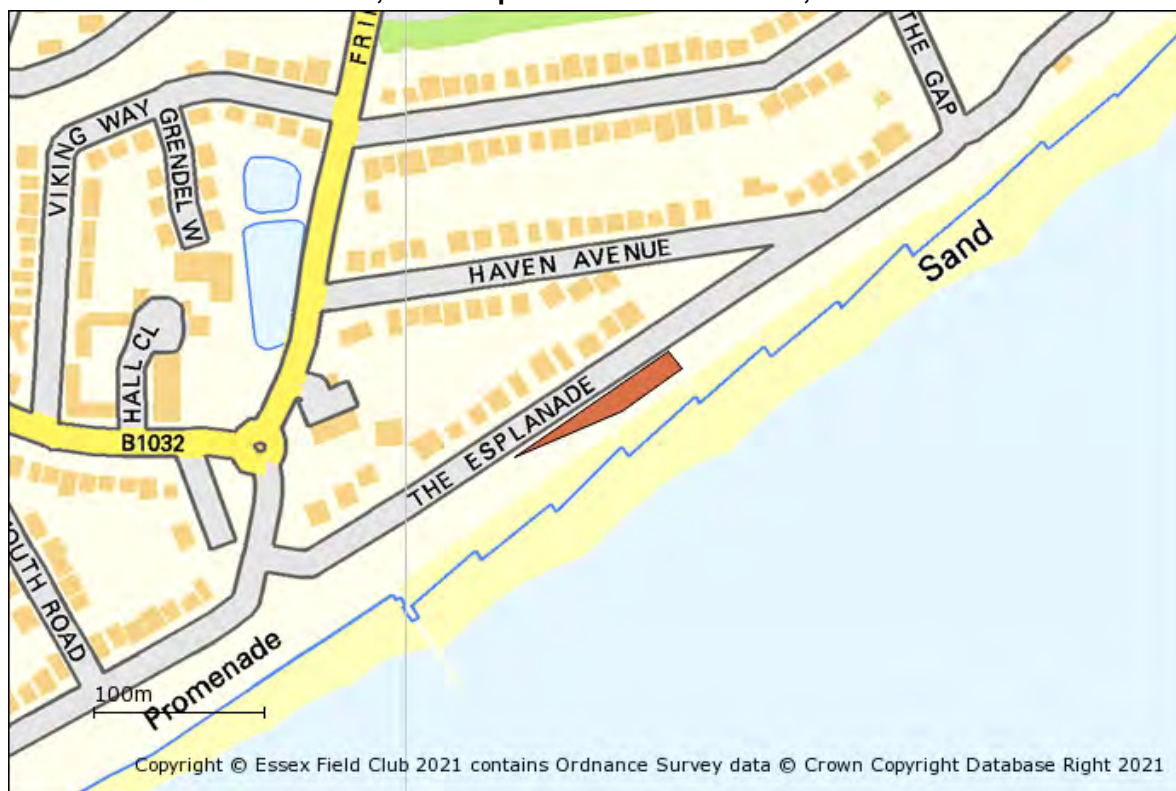 FRI
THE GAP
VIKING WAY
GRENDEL W
HAVEN AVENUE
Sand
HALL CL
B1032
THE ESPLANADE
OUTH ROAD
Promenade
100m
Copyright © Essex Field Club 2021 contains Ordnance Survey data © Crown Copyright Database Right 2021